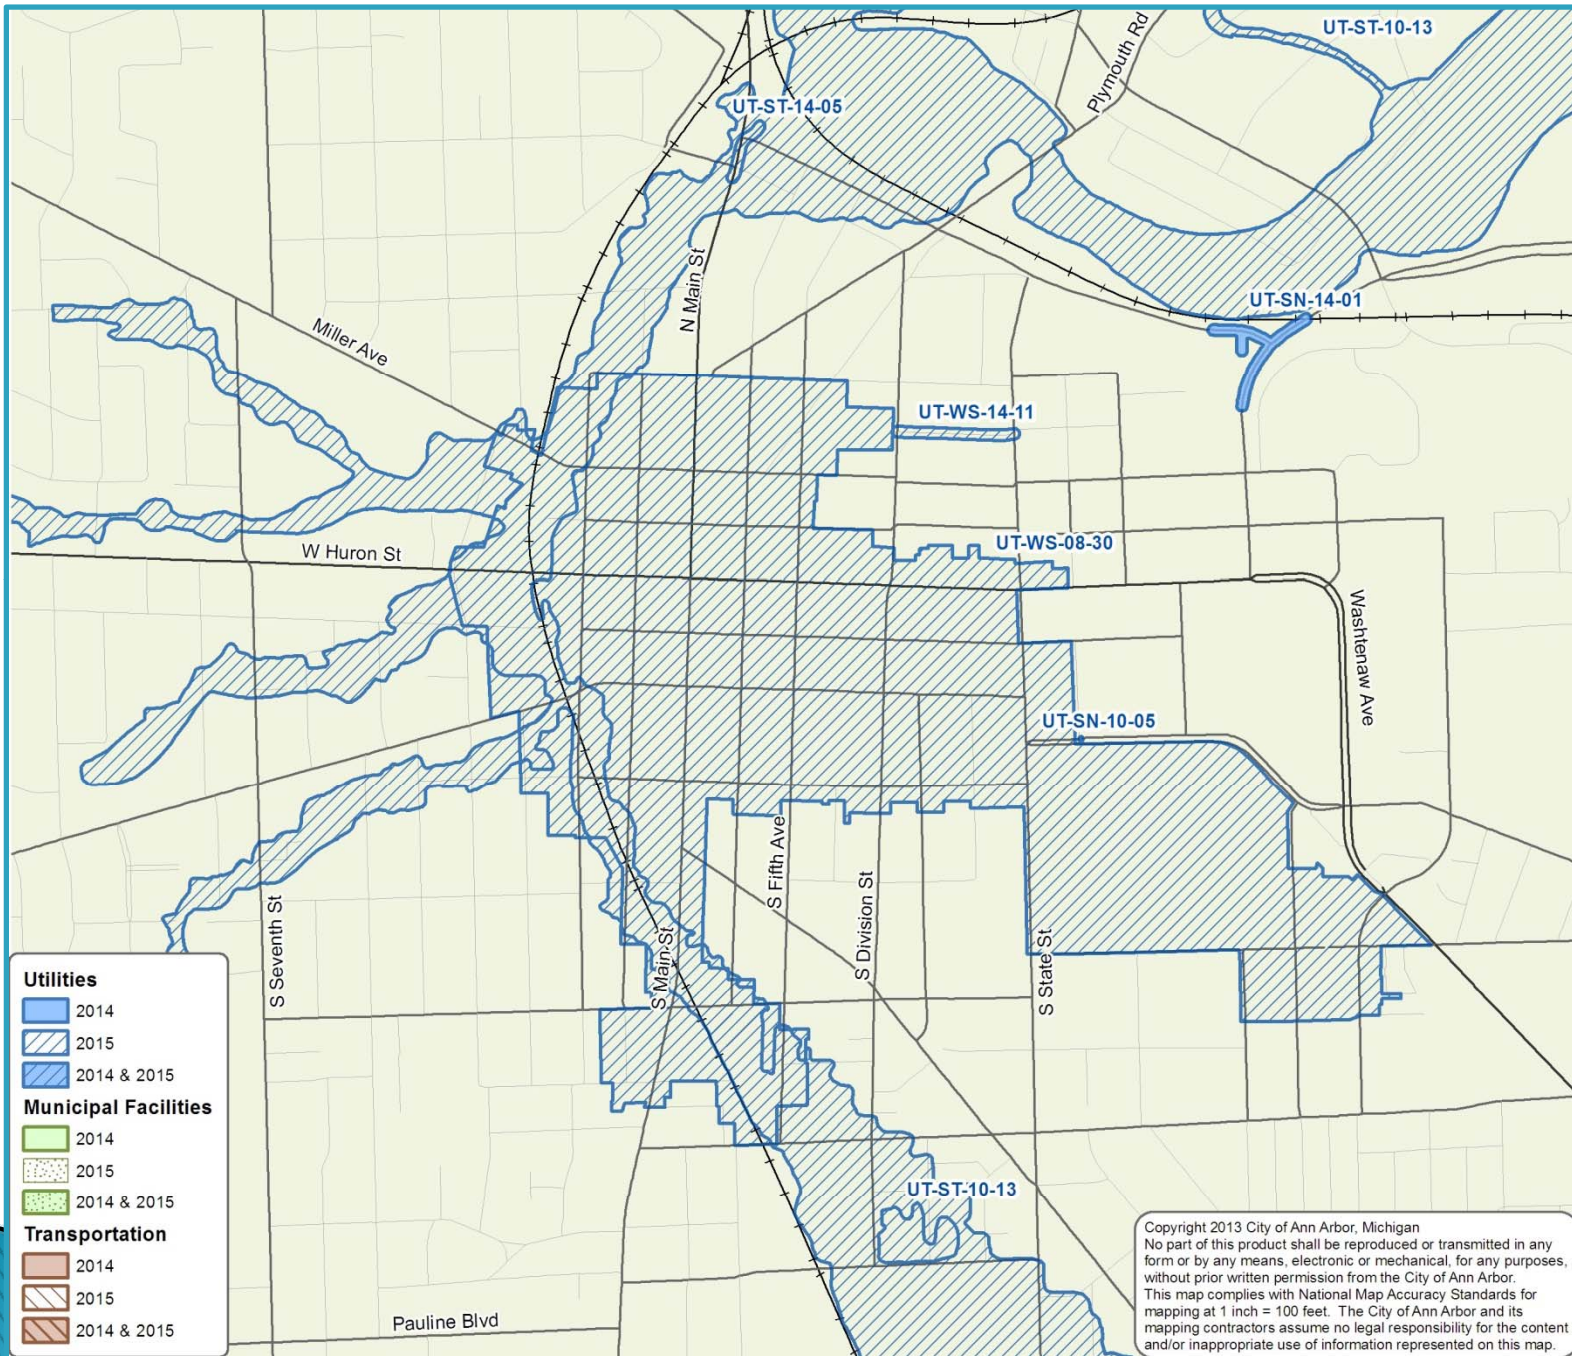 UT-ST-10-13
Plymouth Rd
UT-ST-14-05
N Main St
UT-SN-14-01
Miller Ave
UT-WS-14-11
W Huron St
UT-WS-08-30
Washtenaw Ave
UT-SN-10-05
S Fifth Ave
S Division St
S Seventh St
S Main St
S State St
UT-ST-10-13
Pauline Blvd
Utilities
2014
2015
2014 & 2015
Municipal Facilities
2014
2015
2014 & 2015
Transportation
2014
2015
2014 & 2015
Copyright 2013 City of Ann Arbor, Michigan
No part of this product shall be reproduced or transmitted in any
form or by any means, electronic or mechanical, for any purposes,
without prior written permission from the City of Ann Arbor.
This map complies with National Map Accuracy Standards for
mapping at 1 inch = 100 feet. The City of Ann Arbor and its
mapping contractors assume no legal responsibility for the content
and/or inappropriate use of information represented on this map.